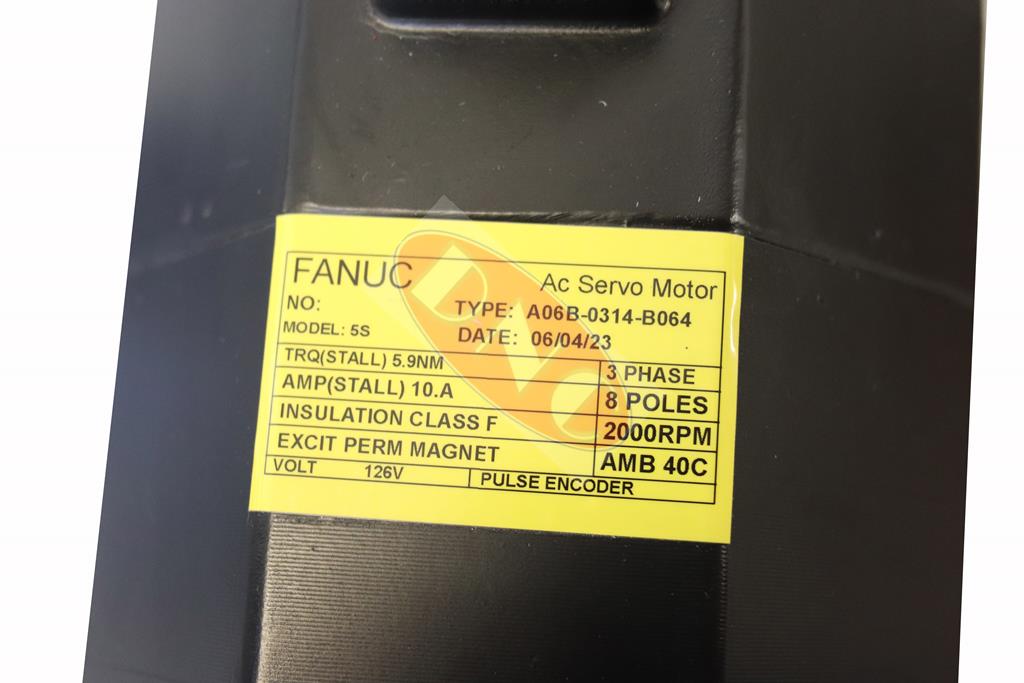 FANUC
Ac Servo Motor
NO:
TYPE: A06B-0314-B064
MODEL: 5S
DATE: 06/04/23
TRQ(STALL) 5.9NM
3 PHASE
AMP(STALL) 10.A
8 POLES
INSULATION CLASS F
2000RPM
EXCIT PERM MAGNET
AMB 40C
VOLT 126V
PULSE ENCODER
DNC